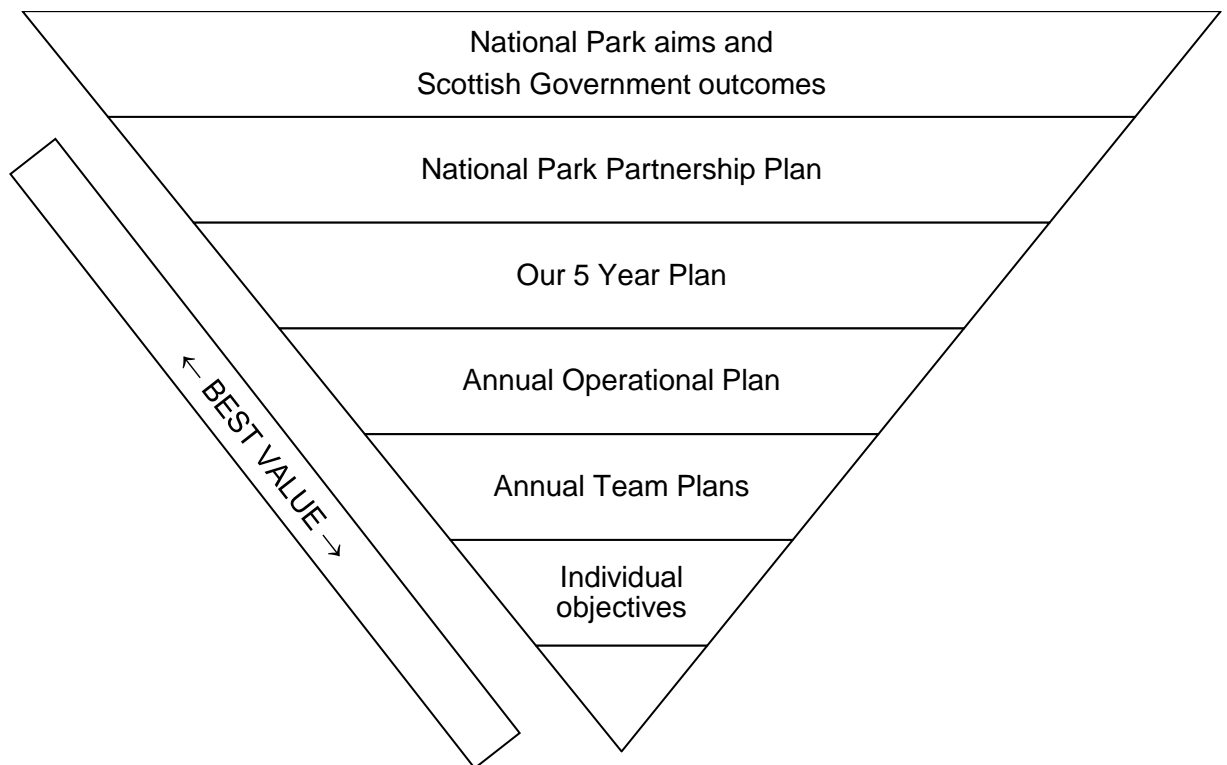 National Park aims and
Scottish Government outcomes
National Park Partnership Plan
Our 5 Year Plan
Annual Operational Plan
← BEST VALUE →
Annual Team Plans
Individual
objectives